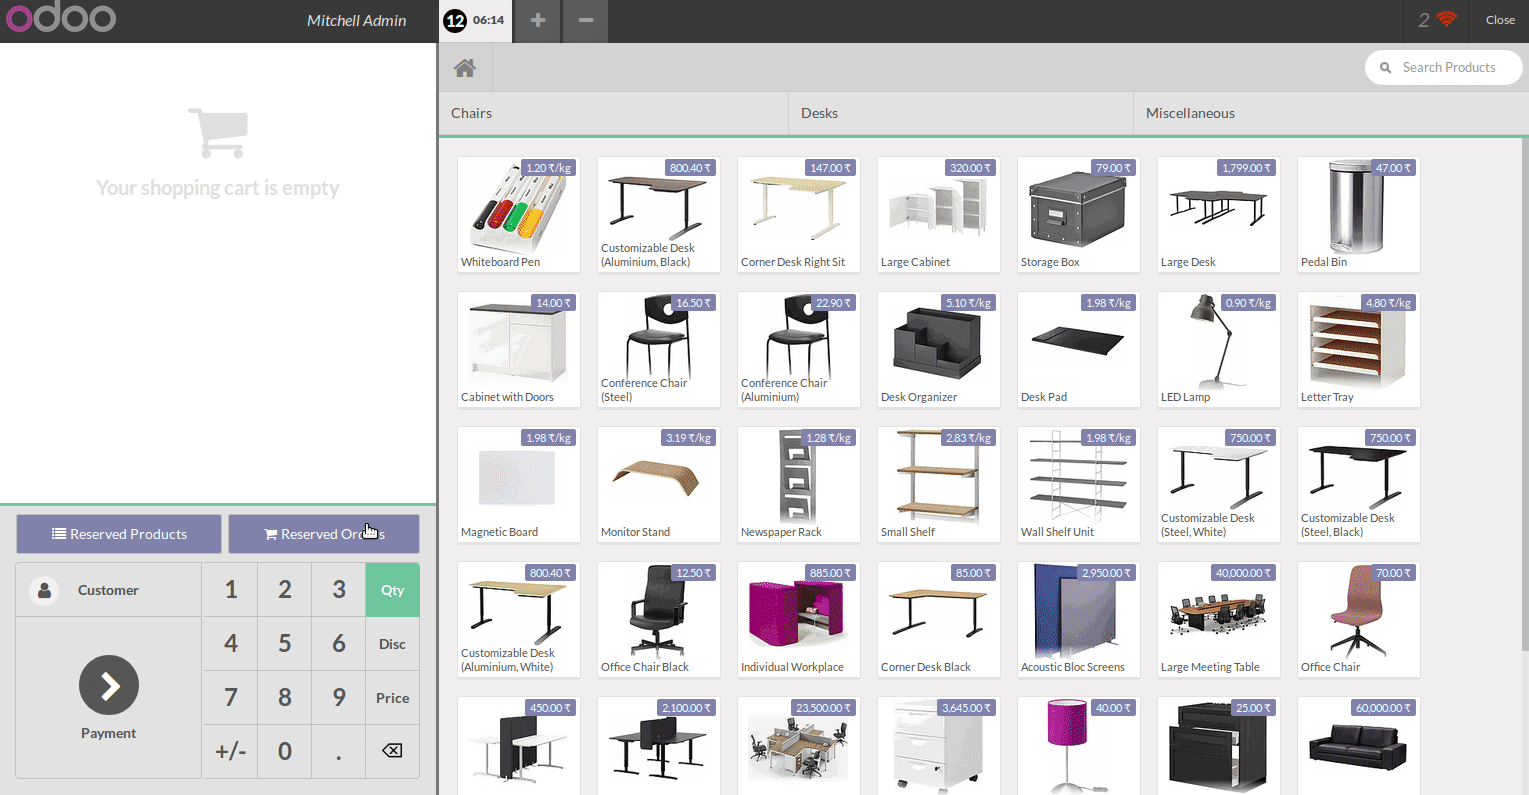 odoo
Mitchell Admin
12 06:14
2
Close
Search Products
Chairs
Desks
Miscellaneous
Your shopping cart is empty
1.20 ₹/kg
Whiteboard Pen
800.40 ₹
Customizable Desk
(Aluminium, Black)
147.00 ₹
Corner Desk Right Sit
320.00 ₹
Large Cabinet
79.00 ₹
Storage Box
1,799.00 ₹
Large Desk
47.00 ₹
Pedal Bin
14.00 ₹
Cabinet with Doors
16.50 ₹
Conference Chair
(Steel)
22.90 ₹
Conference Chair
(Aluminium)
5.10 ₹/kg
Desk Organizer
1.98 ₹/kg
Desk Pad
0.90 ₹/kg
LED Lamp
4.80 ₹/kg
Letter Tray
1.98 ₹/kg
Magnetic Board
3.19 ₹/kg
Monitor Stand
1.28 ₹/kg
Newspaper Rack
2.83 ₹/kg
Small Shelf
1.98 ₹/kg
Wall Shelf Unit
750.00 ₹
Customizable Desk
(Steel, White)
750.00 ₹
Customizable Desk
(Steel, Black)
800.40 ₹
Customizable Desk
(Aluminium, White)
12.50 ₹
Office Chair Black
885.00 ₹
Individual Workplace
85.00 ₹
Corner Desk Black
2,950.00 ₹
Acoustic Bloc Screens
40,000.00 ₹
Large Meeting Table
70.00 ₹
Office Chair
450.00 ₹
2,100.00 ₹
23,500.00 ₹
3,645.00 ₹
40.00 ₹
25.00 ₹
60,000.00 ₹
Reserved Products
Reserved Orders
Customer
1 2 3 Qty
4 5 6 Disc
7 8 9 Price
Payment
+/- 0 .